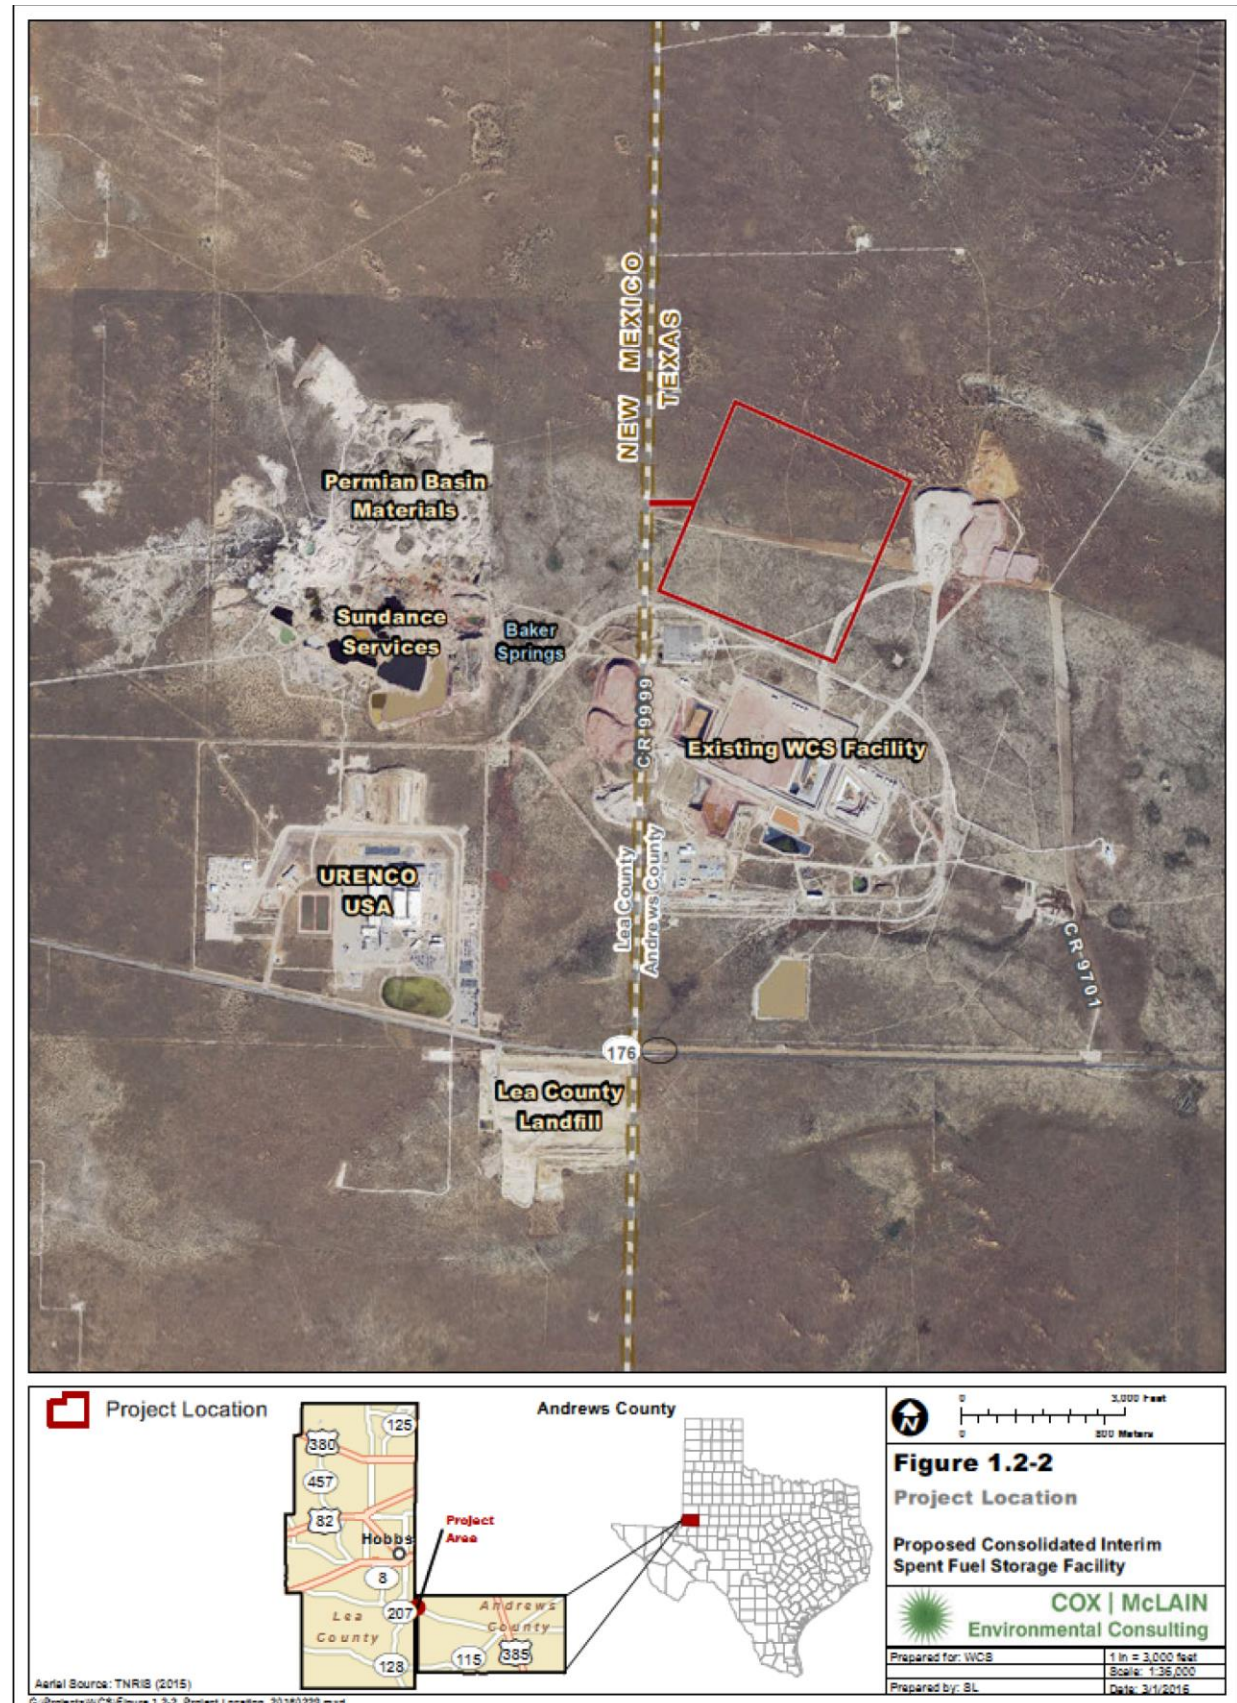 NEW MEXICO
TEXAS
Permian Basin
Materials
Sundance
Services
Baker
Springs
CR 9999
Existing WCS Facility
Lea County
Andrews County
URENCO
USA
CR 9701
176
Lea County
Landfill
Project Location
Andrews County
125
380
457
82
Hobbs
8
Project
Area
Lea
County
207
Andrews
County
115
385
128
Aerial Source: TNRIS (2015)
N
0 3,000 Feet
0 800 Meters
Figure 1.2-2
Project Location
Proposed Consolidated Interim
Spent Fuel Storage Facility
COX | McLAIN
Environmental Consulting
Prepared for: WCS
1 in = 3,000 feet
Scale: 1:36,000
Prepared by: SL
Date: 3/1/2016